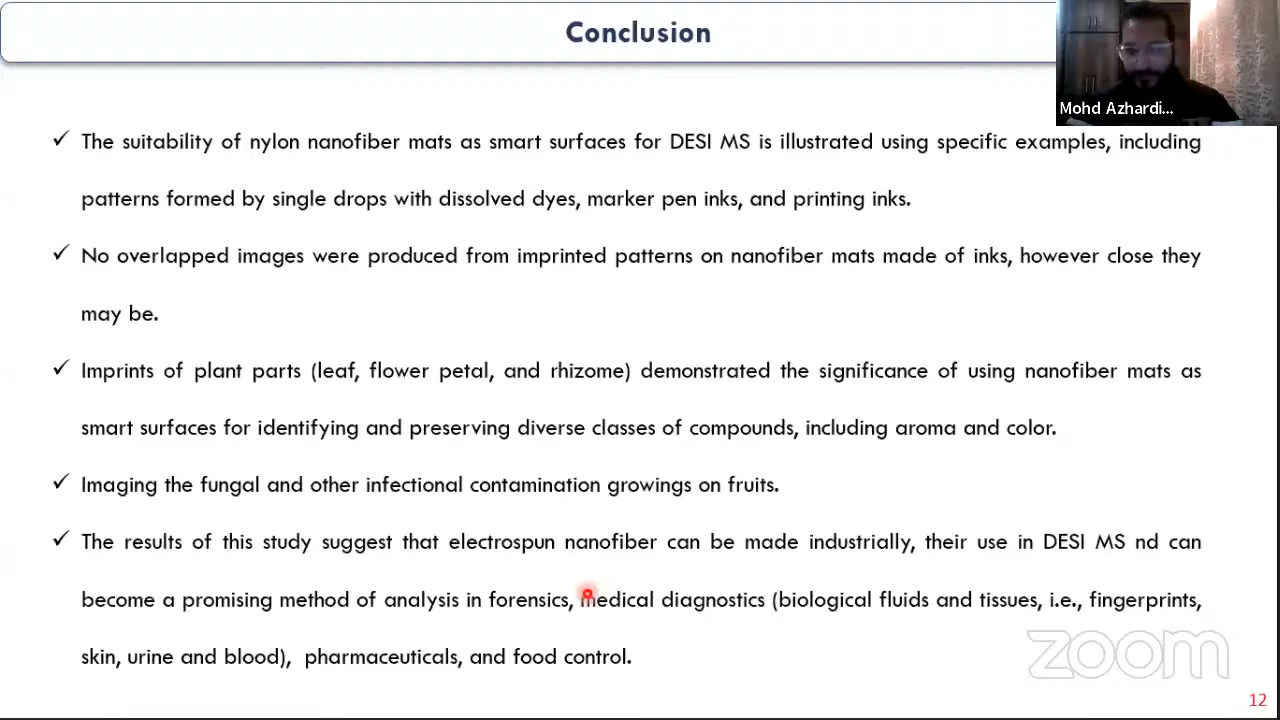 Conclusion
Mohd Azhardi...
✓ The suitability of nylon nanofiber mats as smart surfaces for DESI MS is illustrated using specific examples, including
patterns formed by single drops with dissolved dyes, marker pen inks, and printing inks.
✓ No overlapped images were produced from imprinted patterns on nanofiber mats made of inks, however close they
may be.
✓ Imprints of plant parts (leaf, flower petal, and rhizome) demonstrated the significance of using nanofiber mats as
smart surfaces for identifying and preserving diverse classes of compounds, including aroma and color.
✓ Imaging the fungal and other infectional contamination growings on fruits.
✓ The results of this study suggest that electrospun nanofiber can be made industrially, their use in DESI MS nd can
become a promising method of analysis in forensics, medical diagnostics (biological fluids and tissues, i.e., fingerprints,
skin, urine and blood), pharmaceuticals, and food control.
zoom
12